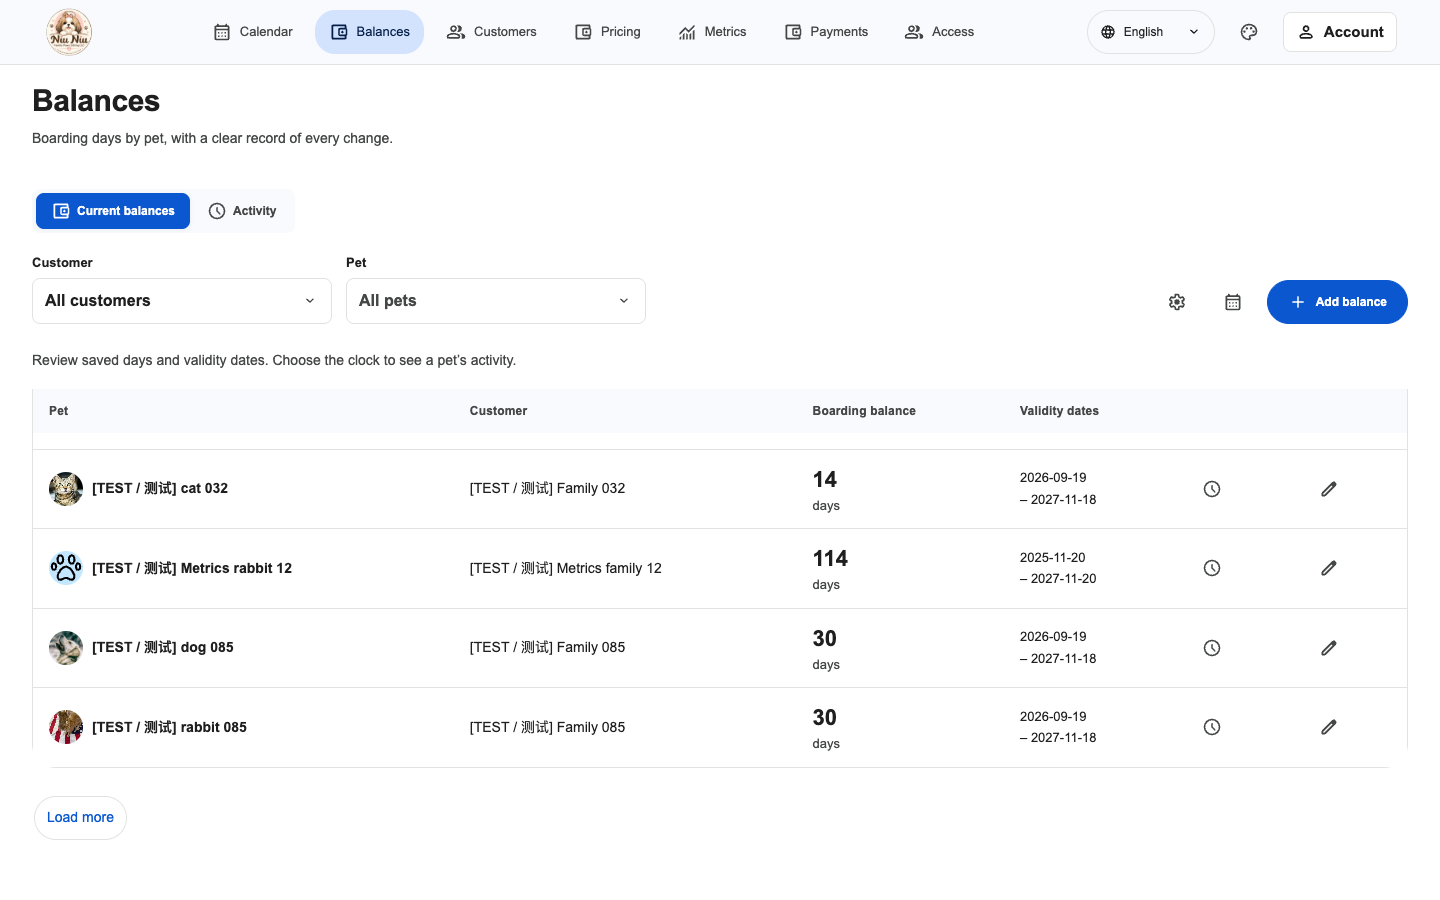 Niu Niu
Calendar
Balances
Customers
Pricing
Metrics
Payments
Access
English
Account
Balances
Boarding days by pet, with a clear record of every change.
Current balances
Activity
Customer
Pet
All customers
All pets
Add balance
Review saved days and validity dates. Choose the clock to see a pet’s activity.
Pet
Customer
Boarding balance
Validity dates
[TEST / 测试] cat 032
[TEST / 测试] Family 032
14
days
2026-09-19
– 2027-11-18
[TEST / 测试] Metrics rabbit 12
[TEST / 测试] Metrics family 12
114
days
2025-11-20
– 2027-11-20
[TEST / 测试] dog 085
[TEST / 测试] Family 085
30
days
2026-09-19
– 2027-11-18
[TEST / 测试] rabbit 085
[TEST / 测试] Family 085
30
days
2026-09-19
– 2027-11-18
Load more